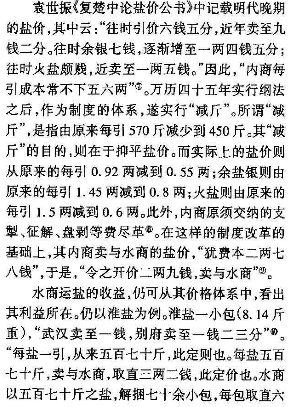 袁世振《复楚中论盐价公书》中记载明代晚期
的盐价,其中云:“往时引价六钱五分,近年卖至九
钱二分。往时余银七钱,逐渐增至一两四钱五分;
往时火盐颇贱,近卖至一两五钱。”因此,“内商每
引成本常不下五六两”①。万历四十五年实行纲法
之后,作为制度的体系,遂实行“减斤”。所谓“减
斤”,是指由原来每引570斤减少到450斤。其“减
斤”的目的,则在于抑平盐价。而实际上的盐价则
从原来的每引0.92两减到0.55两;余盐银则由
原来的每引1.45两减到0.8两;火盐则由原来的
每引1.5两减到0.6两。此外,内商原须交纳的支
掣、征解、盘剥等费尽革⑥。在这样的制度改革的
基础上,其内商卖与水商的盐价,“犹费本二两七
八钱”,于是,“令之开价二两九钱,卖与水商”⑩。
水商运盐的收益,仍可从其价格体系中,看出
其利益所在。仍以淮盐为例。淮盐一小包(8.14斤
重),“武汉卖至一钱,别府卖至一钱二三分”⑨。
“每盐一引,从来五百七十斤,此定则也。每盐五百
七十斤,卖与水商,取直三两二钱,此定价也。水商
以五百七十斤之盐,解捆七十余小包,每包取直六